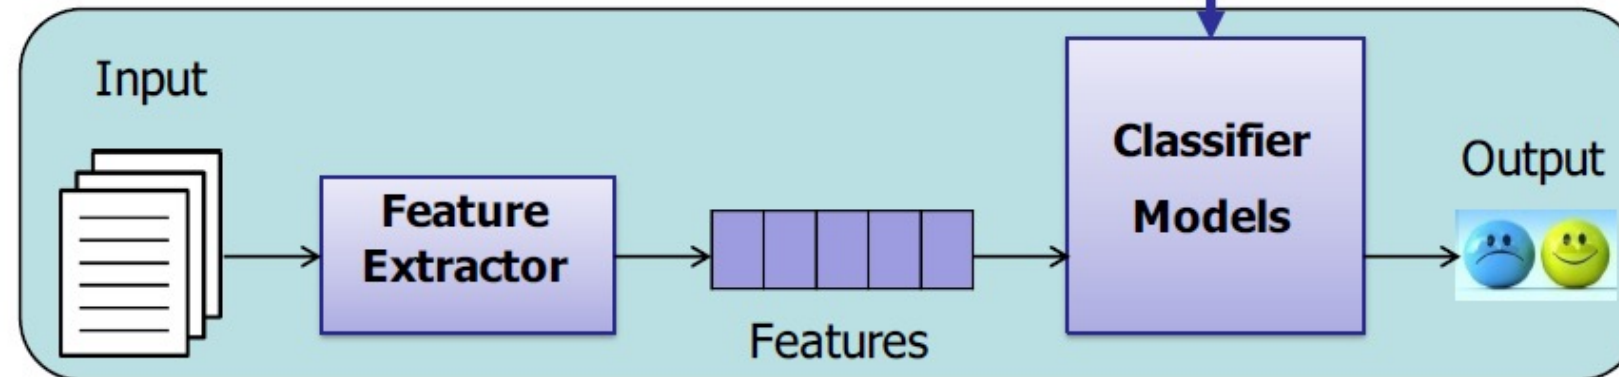 Input
Feature
Extractor
Features
Classifier
Models
Output